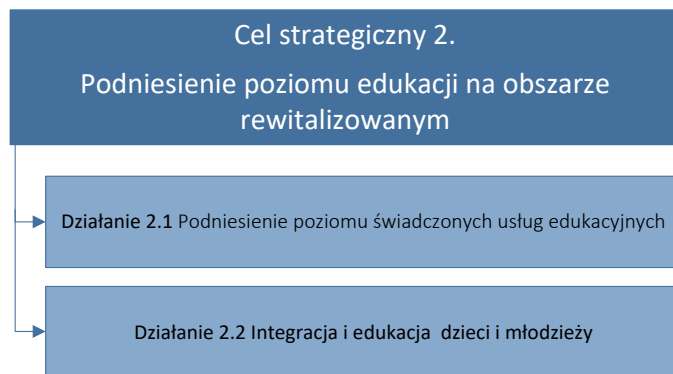 Cel strategiczny 2.
Podniesienie poziomu edukacji na obszarze
rewitalizowanym
Działanie 2.1 Podniesienie poziomu świadczonych usług edukacyjnych
Działanie 2.2 Integracja i edukacja  dzieci i młodzieży